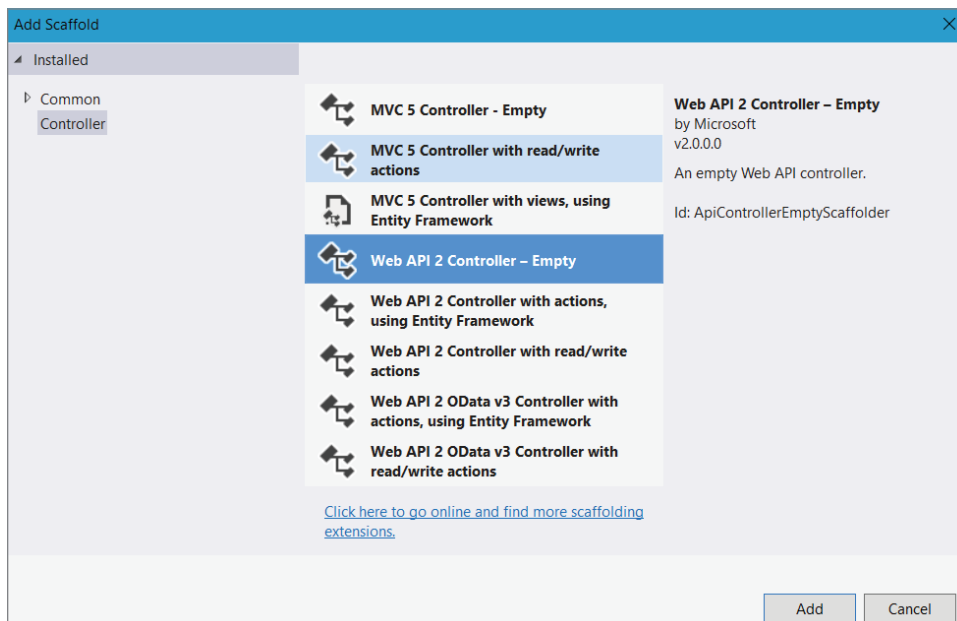 Add Scaffold
Installed
Common
Controller
MVC 5 Controller - Empty
MVC 5 Controller with read/write
actions
MVC 5 Controller with views, using
Entity Framework
Web API 2 Controller – Empty
Web API 2 Controller with actions,
using Entity Framework
Web API 2 Controller with read/write
actions
Web API 2 OData v3 Controller with
actions, using Entity Framework
Web API 2 OData v3 Controller with
read/write actions
Click here to go online and find more scaffolding
extensions.
Web API 2 Controller – Empty
by Microsoft
v2.0.0.0
An empty Web API controller.
Id: ApiControllerEmptyScaffolder
Add
Cancel